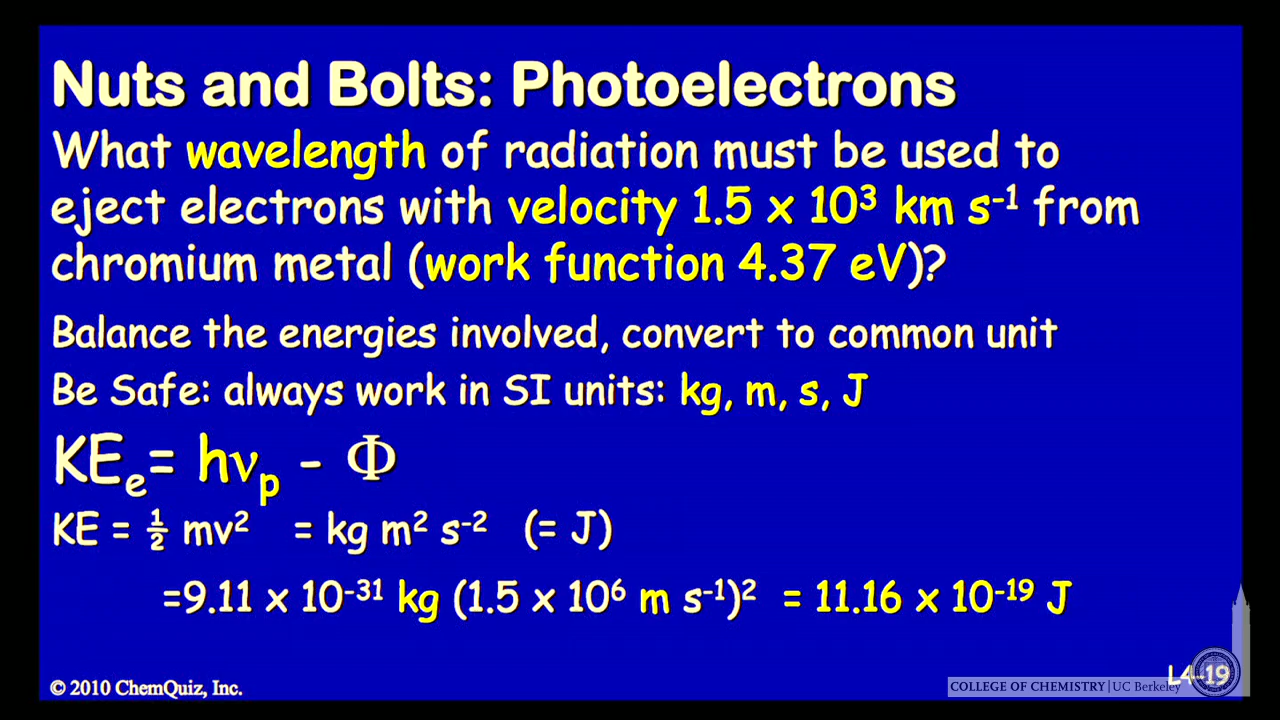 Nuts and Bolts: Photoelectrons
What wavelength of radiation must be used to
eject electrons with velocity 1.5 x 10³ km s⁻¹ from
chromium metal (work function 4.37 eV)?
Balance the energies involved, convert to common unit
Be Safe: always work in SI units: kg, m, s, J
KEₑ= hνₚ - Φ
KE = ½ mv² = kg m² s⁻² (= J)
=9.11 x 10⁻³¹ kg (1.5 x 10⁶ m s⁻¹)² = 11.16 x 10⁻¹⁹ J
L4-19
© 2010 ChemQuiz, Inc.
COLLEGE OF CHEMISTRY | UC Berkeley